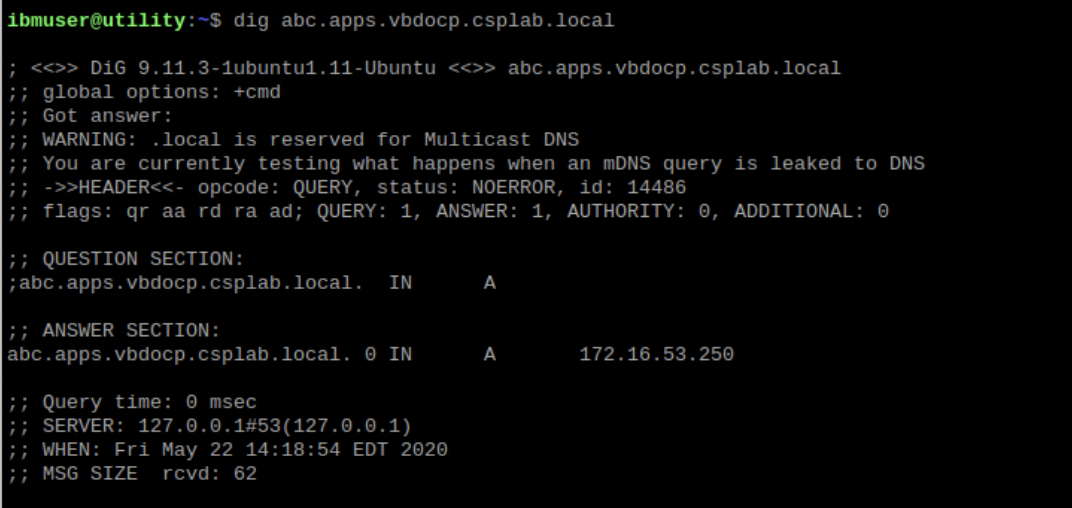 ibmuser@utility:~$ dig abc.apps.vbdocp.csplab.local
; <<>> DiG 9.11.3-1ubuntu1.11-Ubuntu <<>> abc.apps.vbdocp.csplab.local
;; global options: +cmd
;; Got answer:
;; WARNING: .local is reserved for Multicast DNS
;; You are currently testing what happens when an mDNS query is leaked to DNS
;; ->>HEADER<<- opcode: QUERY, status: NOERROR, id: 14486
;; flags: qr aa rd ra ad; QUERY: 1, ANSWER: 1, AUTHORITY: 0, ADDITIONAL: 0
;; QUESTION SECTION:
;abc.apps.vbdocp.csplab.local.  IN      A
;; ANSWER SECTION:
abc.apps.vbdocp.csplab.local. 0 IN      A       172.16.53.250
;; Query time: 0 msec
;; SERVER: 127.0.0.1#53(127.0.0.1)
;; WHEN: Fri May 22 14:18:54 EDT 2020
;; MSG SIZE  rcvd: 62